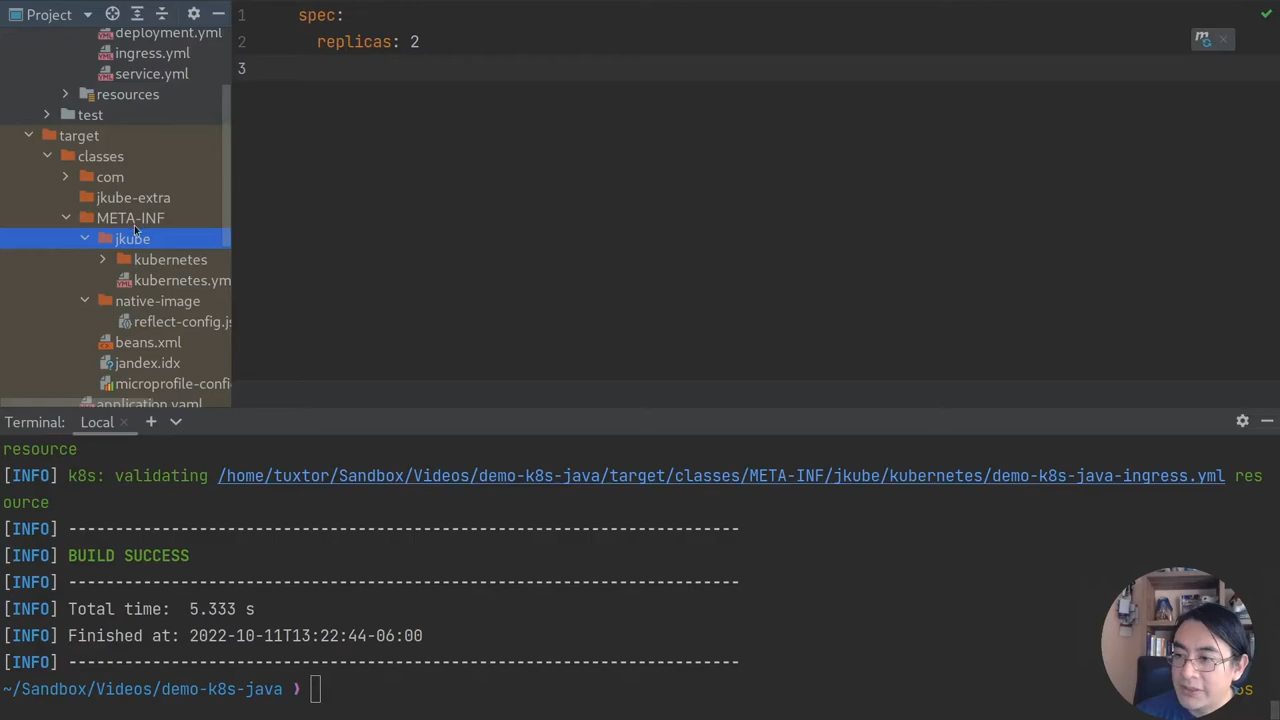 Project
1 spec:
2 replicas: 2
3
deployment.yml
ingress.yml
service.yml
resources
test
target
classes
com
jkube-extra
META-INF
jkube
kubernetes
kubernetes.ym
native-image
reflect-config.js
beans.xml
jandex.idx
microprofile-confi
application.yaml
Terminal: Local
resource
[INFO] k8s: validating /home/tuxtor/Sandbox/Videos/demo-k8s-java/target/classes/META-INF/jkube/kubernetes/demo-k8s-java-ingress.yml res
ource
[INFO] ------------------------------------------------------------------------
[INFO] BUILD SUCCESS
[INFO] ------------------------------------------------------------------------
[INFO] Total time:  5.333 s
[INFO] Finished at: 2022-10-11T13:22:44-06:00
[INFO] ------------------------------------------------------------------------
~/Sandbox/Videos/demo-k8s-java ❯